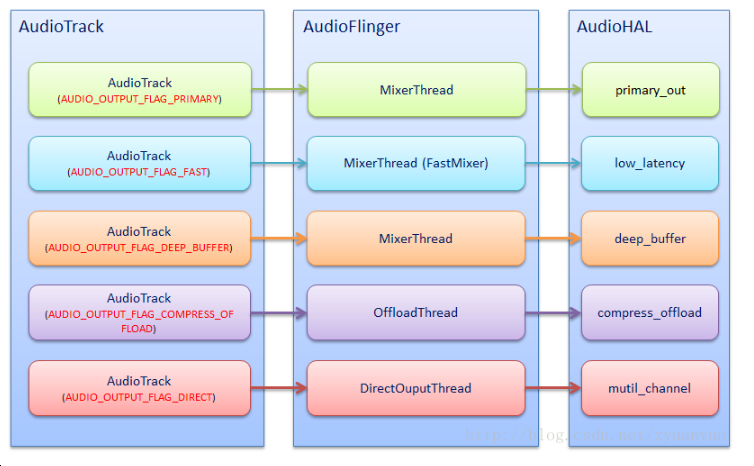 AudioTrack
AudioFlinger
AudioHAL
AudioTrack
(AUDIO_OUTPUT_FLAG_PRIMARY)
MixerThread
primary_out
AudioTrack
(AUDIO_OUTPUT_FLAG_FAST)
MixerThread (FastMixer)
low_latency
AudioTrack
(AUDIO_OUTPUT_FLAG_DEEP_BUFFER)
MixerThread
deep_buffer
AudioTrack
(AUDIO_OUTPUT_FLAG_COMPRESS_OF
FLOAD)
OffloadThread
compress_offload
AudioTrack
(AUDIO_OUTPUT_FLAG_DIRECT)
DirectOuputThread
mutil_channel